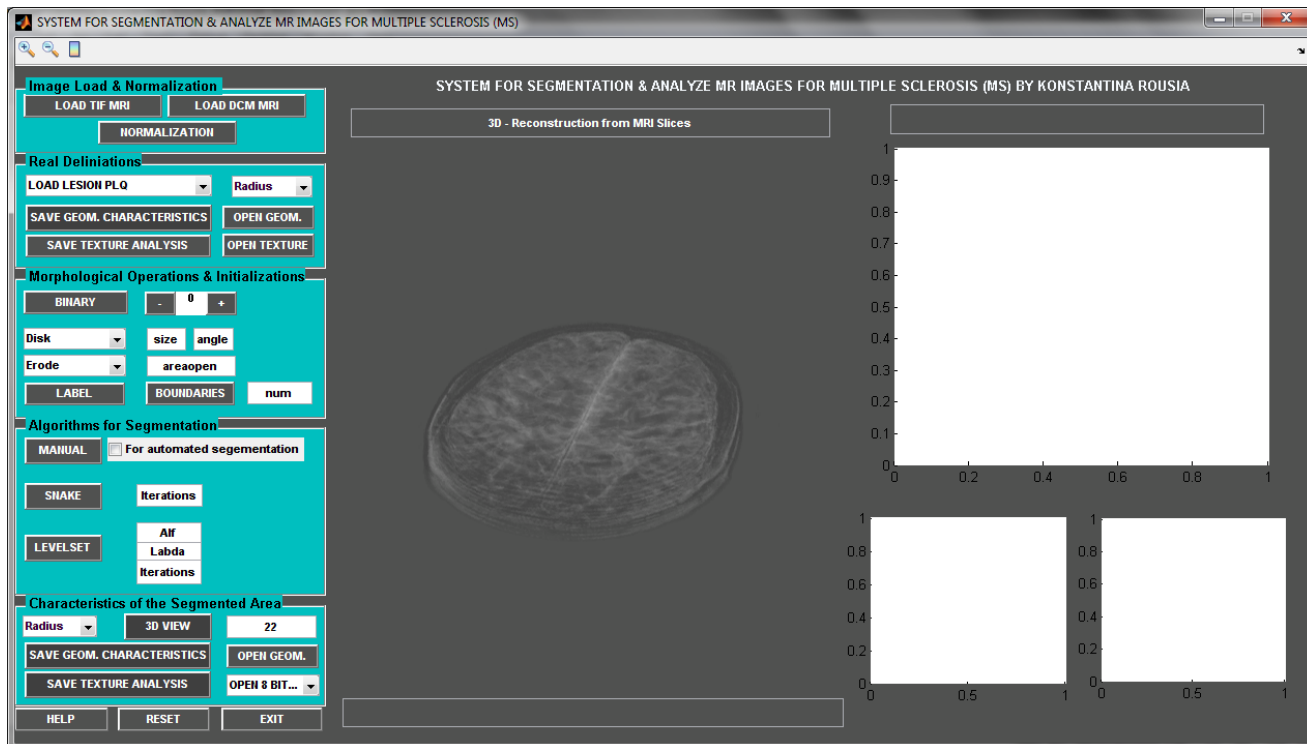 SYSTEM FOR SEGMENTATION & ANALYZE MR IMAGES FOR MULTIPLE SCLEROSIS (MS)
Image Load & Normalization
LOAD TIF MRI
LOAD DCM MRI
NORMALIZATION
Real Deliniations
LOAD LESION PLQ
Radius
SAVE GEOM. CHARACTERISTICS
OPEN GEOM.
SAVE TEXTURE ANALYSIS
OPEN TEXTURE
Morphological Operations & Initializations
BINARY
-
0
+
Disk
size
angle
Erode
areaopen
LABEL
BOUNDARIES
num
Algorithms for Segmentation
MANUAL
For automated segementation
SNAKE
Iterations
LEVELSET
Alf
Labda
Iterations
Characteristics of the Segmented Area
Radius
3D VIEW
22
SAVE GEOM. CHARACTERISTICS
OPEN GEOM.
SAVE TEXTURE ANALYSIS
OPEN 8 BIT...
HELP
RESET
EXIT
SYSTEM FOR SEGMENTATION & ANALYZE MR IMAGES FOR MULTIPLE SCLEROSIS (MS) BY KONSTANTINA ROUSIA
3D - Reconstruction from MRI Slices
1
0.9
0.8
0.7
0.6
0.5
0.4
0.3
0.2
0.1
0
0 0.2 0.4 0.6 0.8 1
1
0.8
0.6
0.4
0.2
0
0 0.5 1
1
0.8
0.6
0.4
0.2
0
0 0.5 1